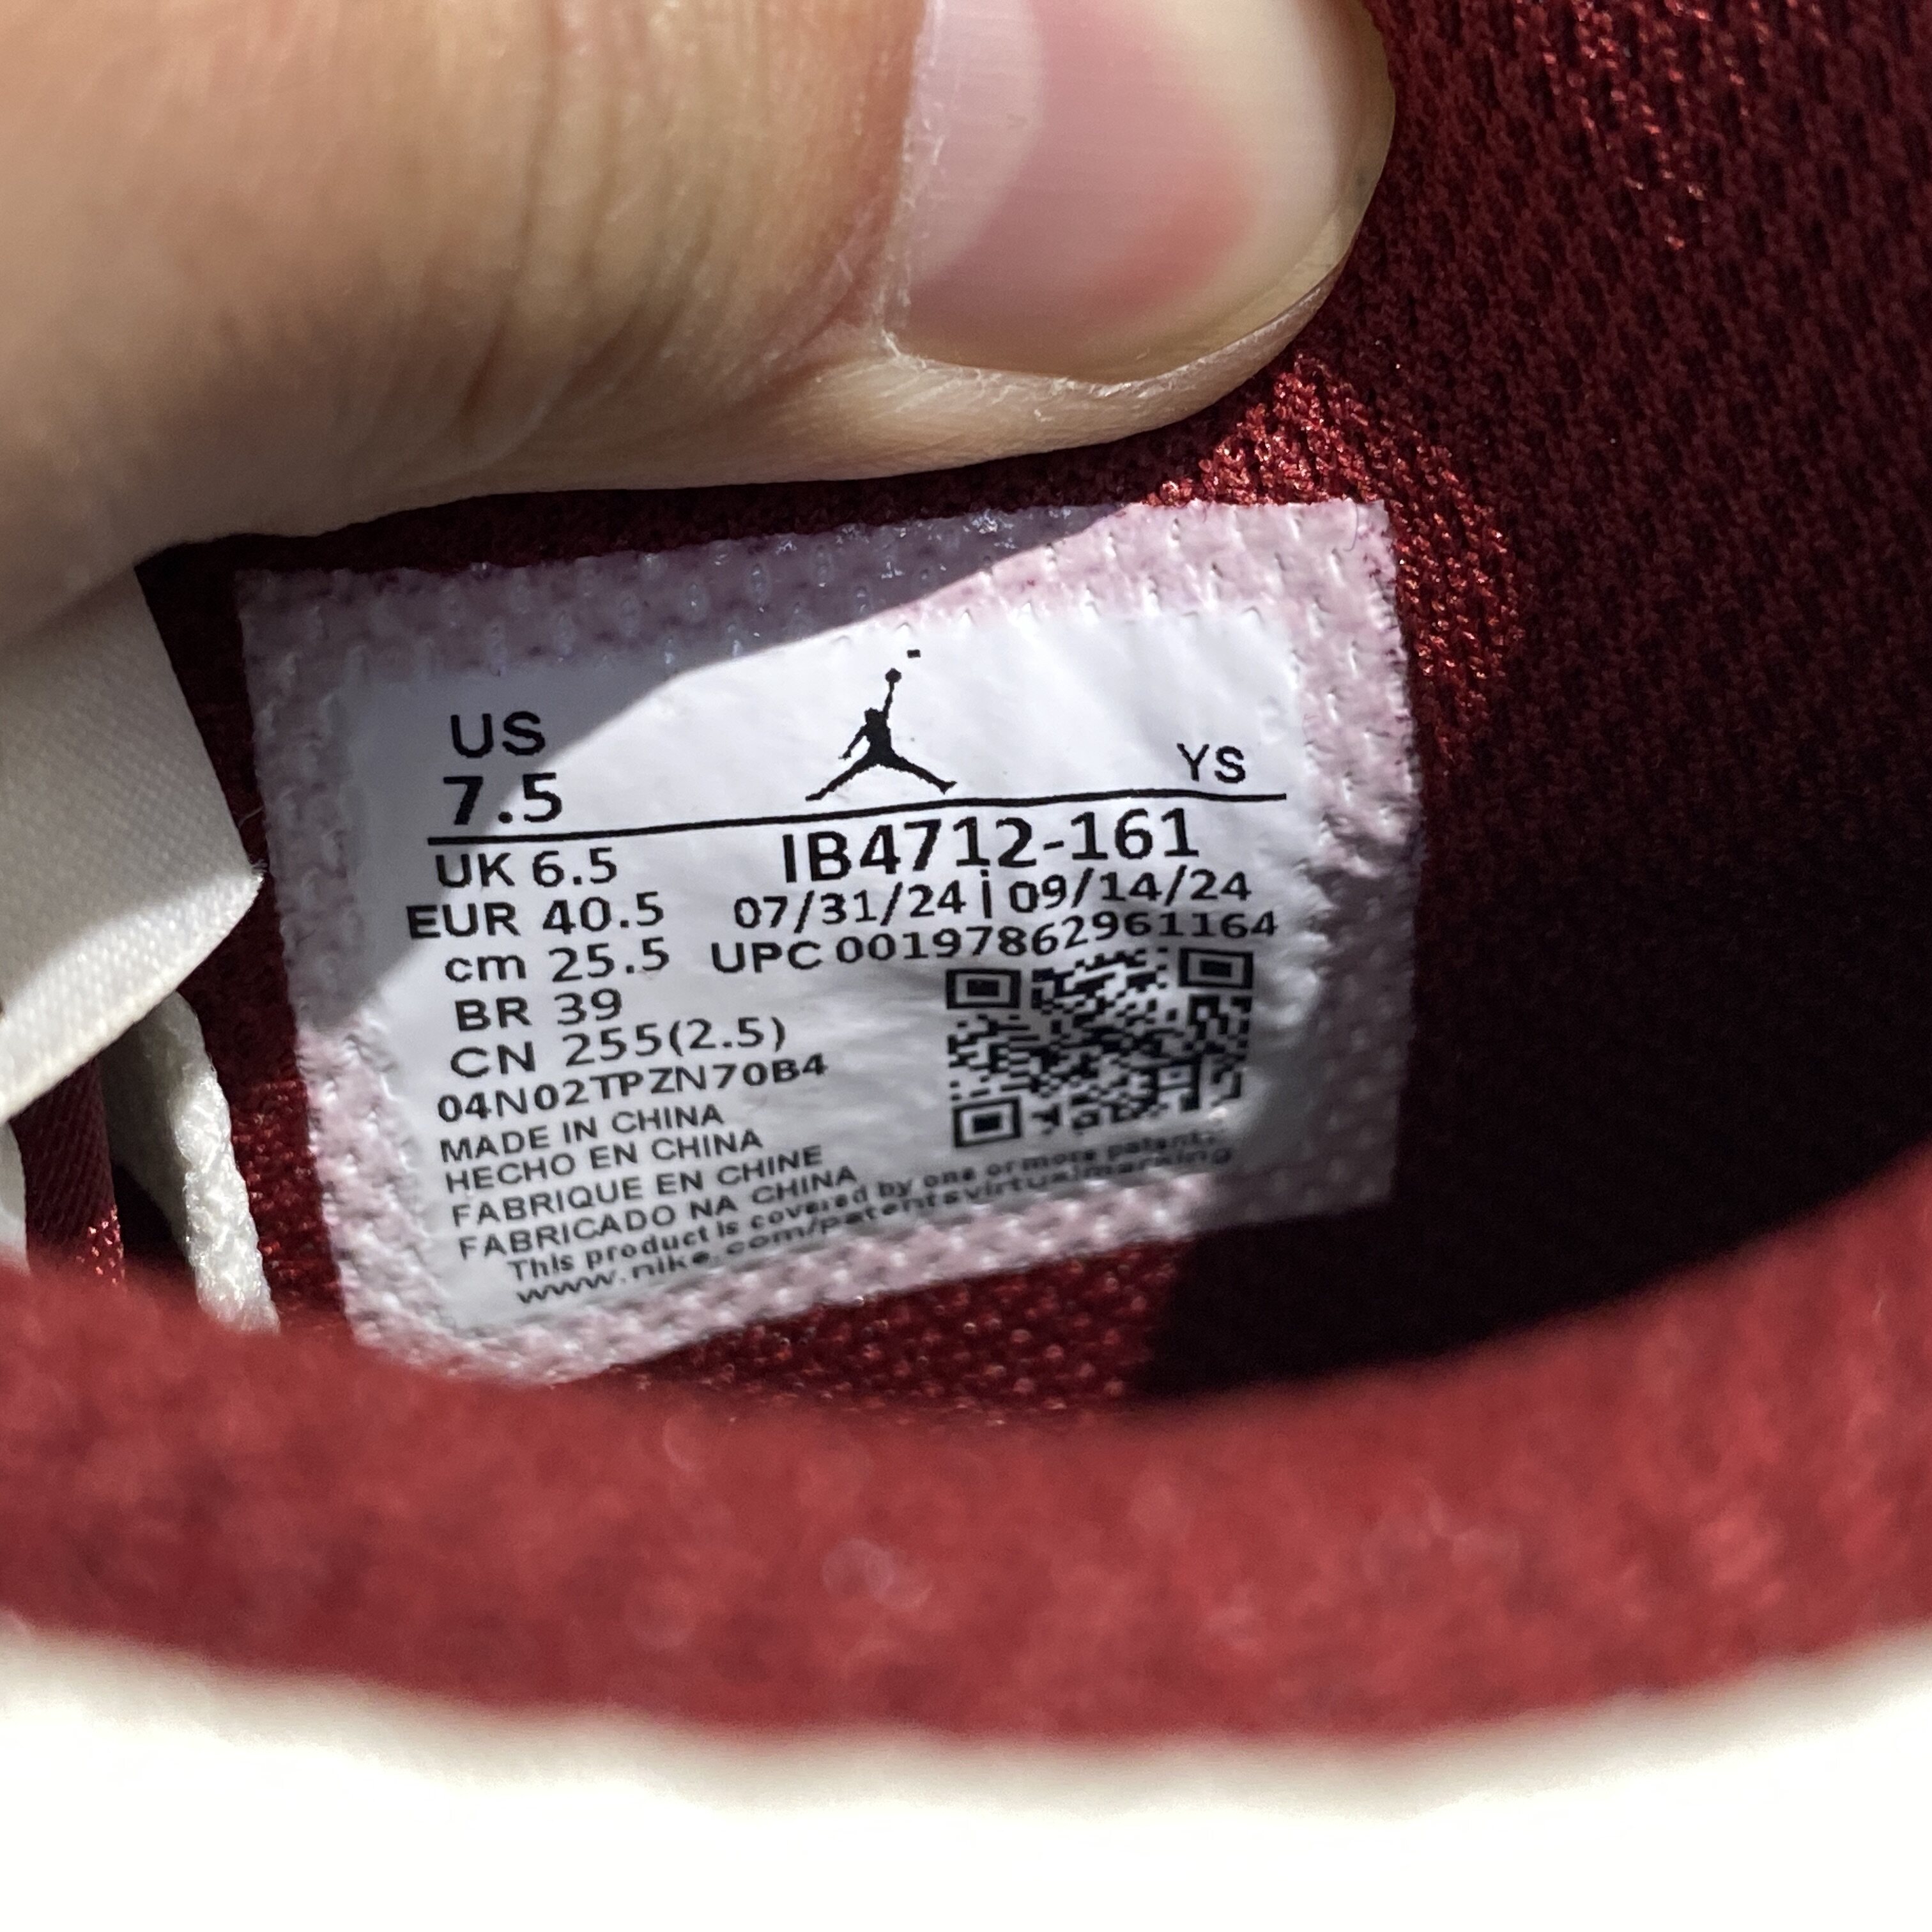 US
7.5
YS
UK 6.5
EUR 40.5
cm 25.5
BR 39
CN 255(2.5)
IB4712-161
07/31/24 | 09/14/24
UPC 00197862961164
04N02TPZN70B4
MADE IN CHINA
HECHO EN CHINA
FABRIQUE EN CHINE
FABRICADO NA CHINA
This product is covered by one or more patents.
www.nike.com/patentsvirtualmarking